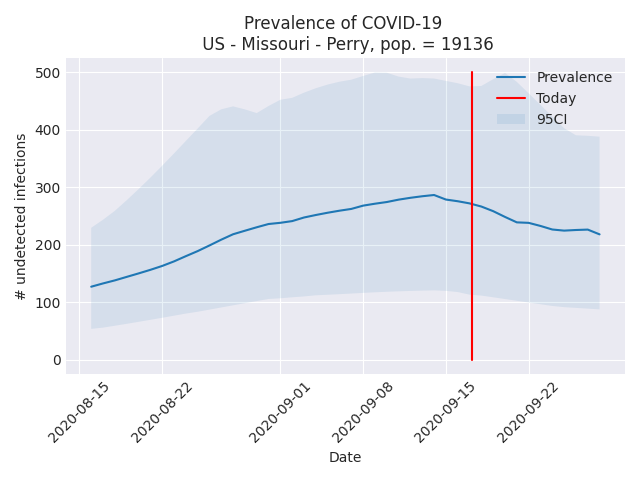 Prevalence of COVID-19
US - Missouri - Perry, pop. = 19136
500
400
300
200
100
0
# undetected infections
Prevalence
Today
95CI
2020-08-15
2020-08-22
2020-09-01
2020-09-08
2020-09-15
2020-09-22
Date